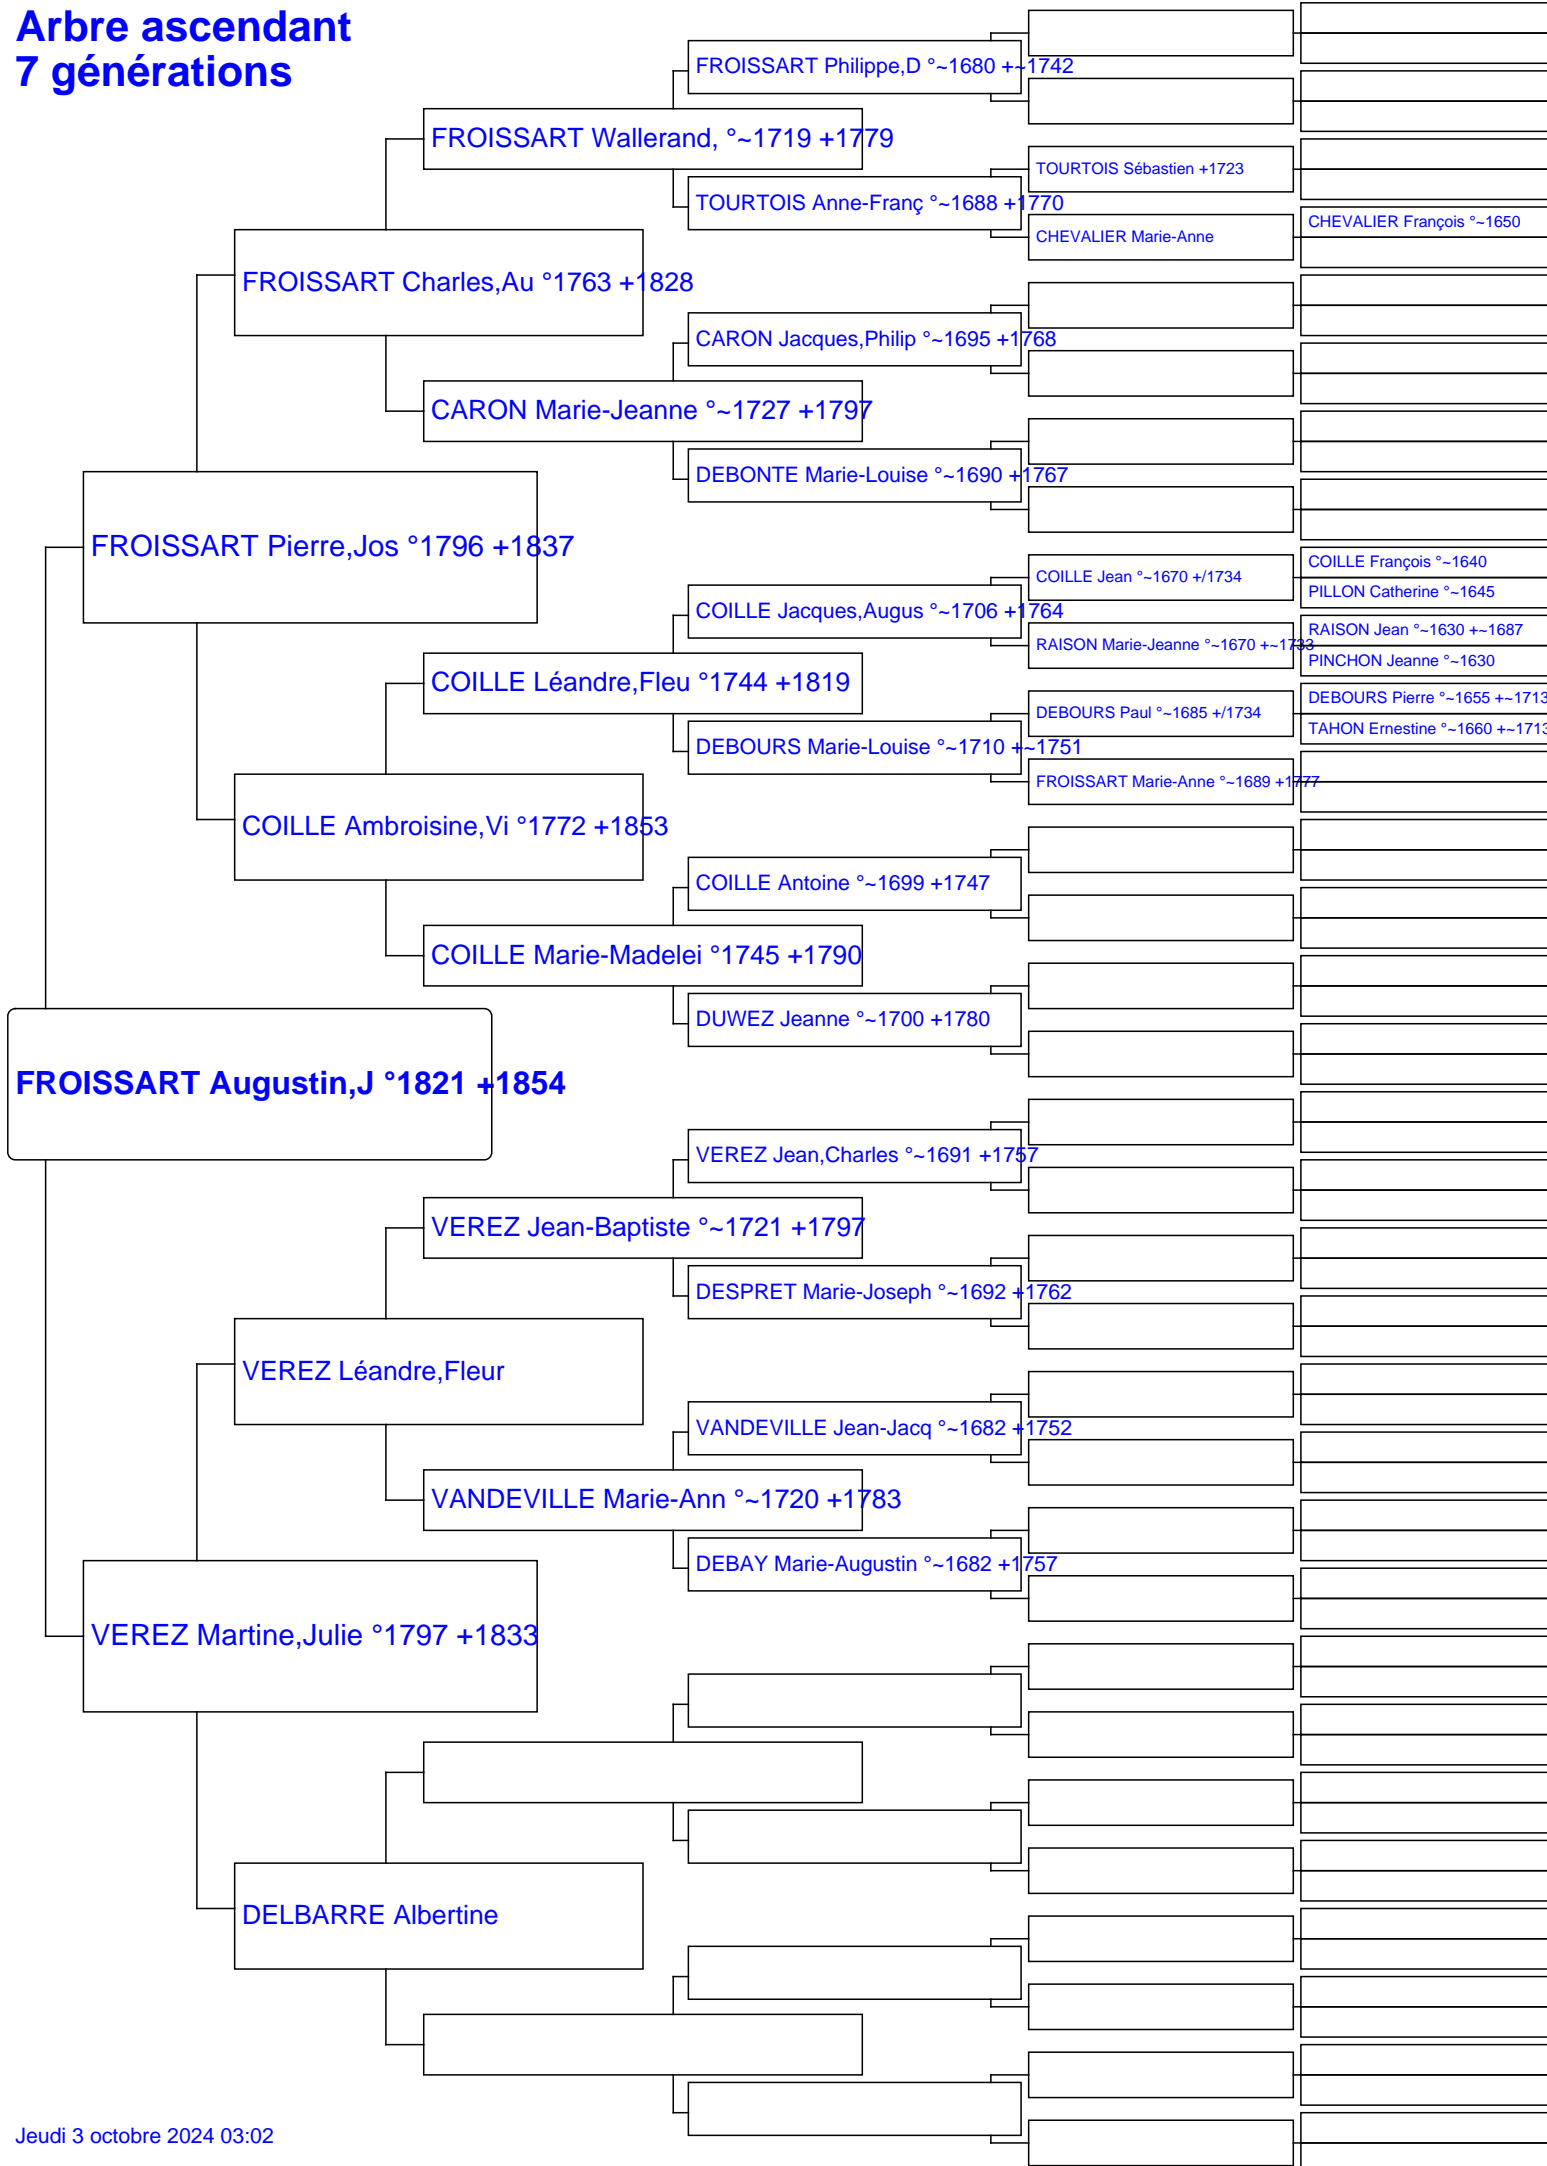 Arbre ascendant
7 générations
FROISSART Philippe,D °~1680 +~1742
FROISSART Wallerand, °~1719 +1779
TOURTOIS Sébastien +1723
TOURTOIS Anne-Franç °~1688 +1770
CHEVALIER François °~1650
CHEVALIER Marie-Anne
FROISSART Charles,Au °1763 +1828
CARON Jacques,Philip °~1695 +1768
CARON Marie-Jeanne °~1727 +1797
DEBONTE Marie-Louise °~1690 +1767
FROISSART Pierre,Jos °1796 +1837
COILLE François °~1640
COILLE Jean °~1670 +/1734
PILLON Catherine °~1645
COILLE Jacques,Augus °~1706 +1764
RAISON Jean °~1630 +~1687
RAISON Marie-Jeanne °~1670 +~1733
PINCHON Jeanne °~1630
COILLE Léandre,Fleu °1744 +1819
DEBOURS Pierre °~1655 +~1713
DEBOURS Paul °~1685 +/1734
TAHON Ernestine °~1660 +~1713
DEBOURS Marie-Louise °~1710 +~1751
FROISSART Marie-Anne °~1689 +1777
COILLE Ambroisine,Vi °1772 +1853
COILLE Antoine °~1699 +1747
COILLE Marie-Madelei °1745 +1790
DUWEZ Jeanne °~1700 +1780
FROISSART Augustin,J °1821 +1854
VEREZ Jean,Charles °~1691 +1757
VEREZ Jean-Baptiste °~1721 +1797
DESPRET Marie-Joseph °~1692 +1762
VEREZ Léandre,Fleur
VANDEVILLE Jean-Jacq °~1682 +1752
VANDEVILLE Marie-Ann °~1720 +1783
DEBAY Marie-Augustin °~1682 +1757
VEREZ Martine,Julie °1797 +1833
DELBARRE Albertine
Jeudi 3 octobre 2024 03:02